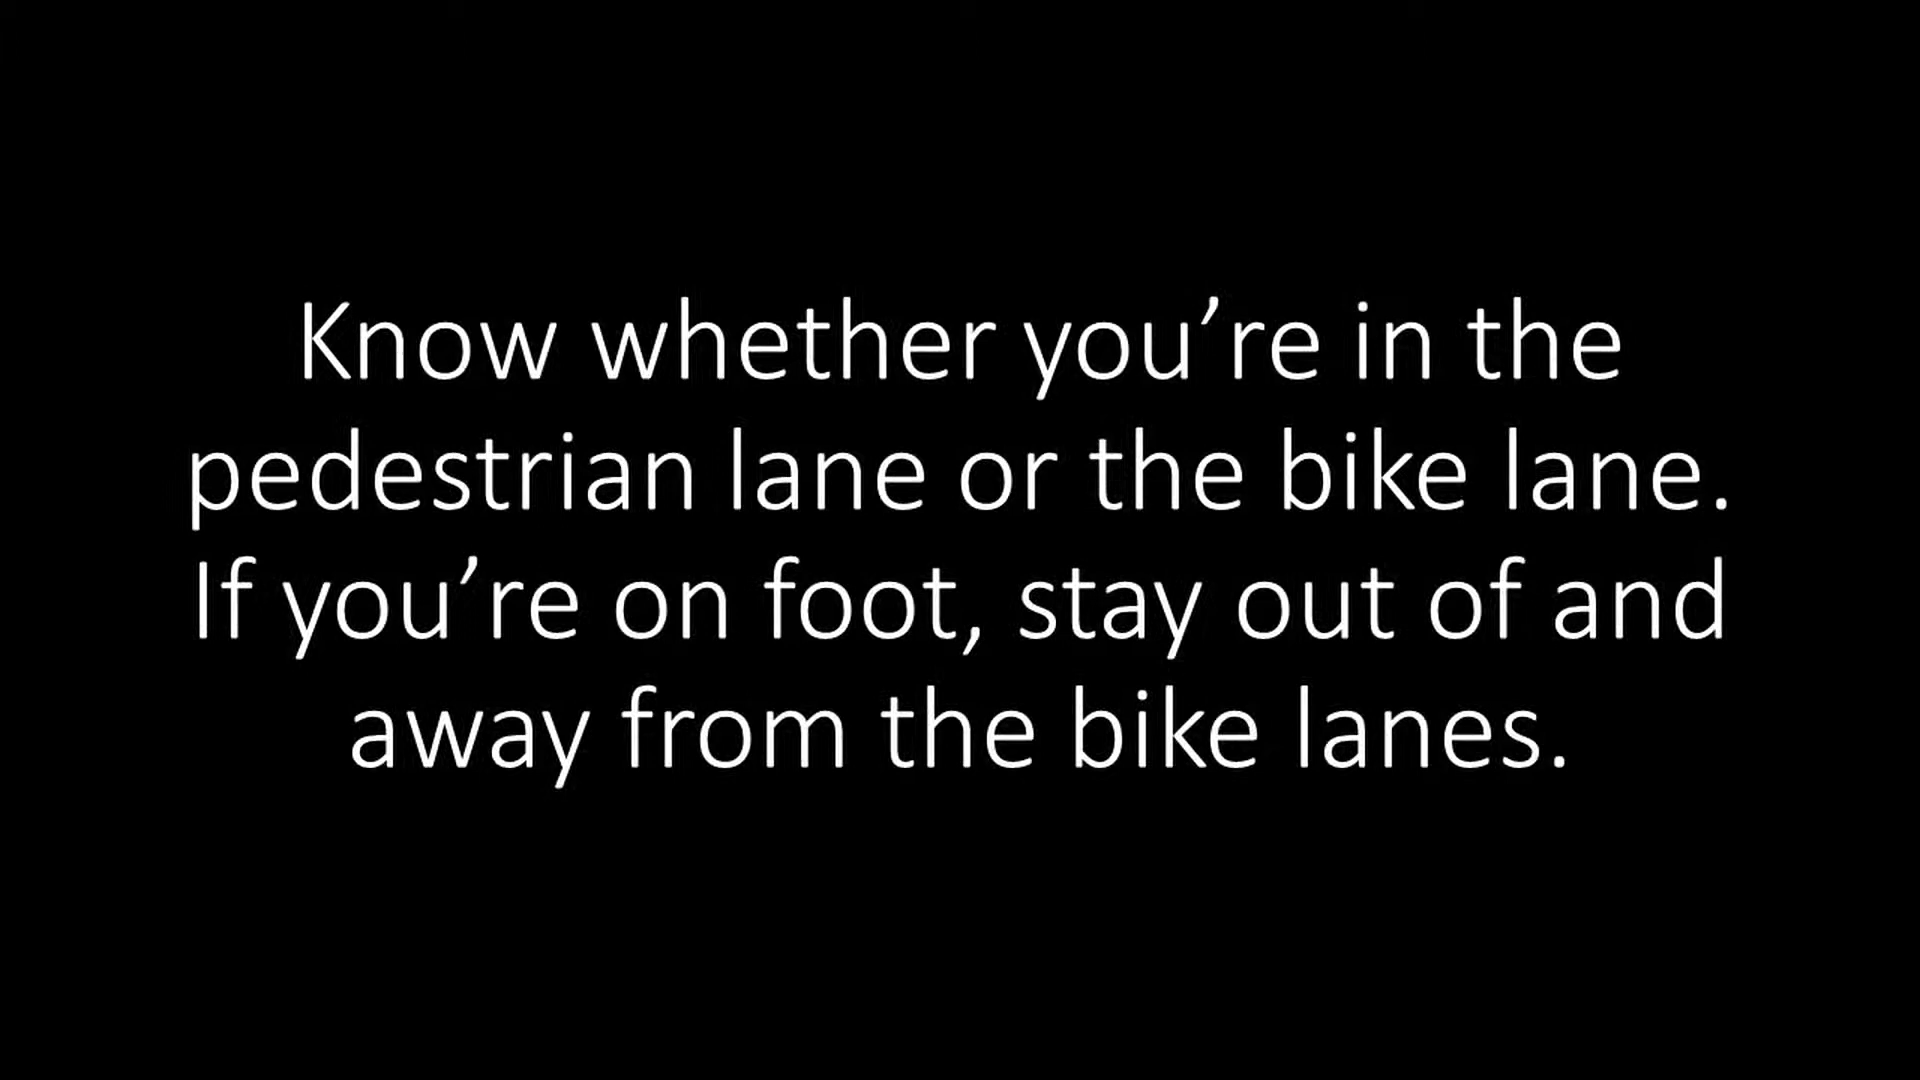 Know whether you’re in the
pedestrian lane or the bike lane.
If you’re on foot, stay out of and
away from the bike lanes.